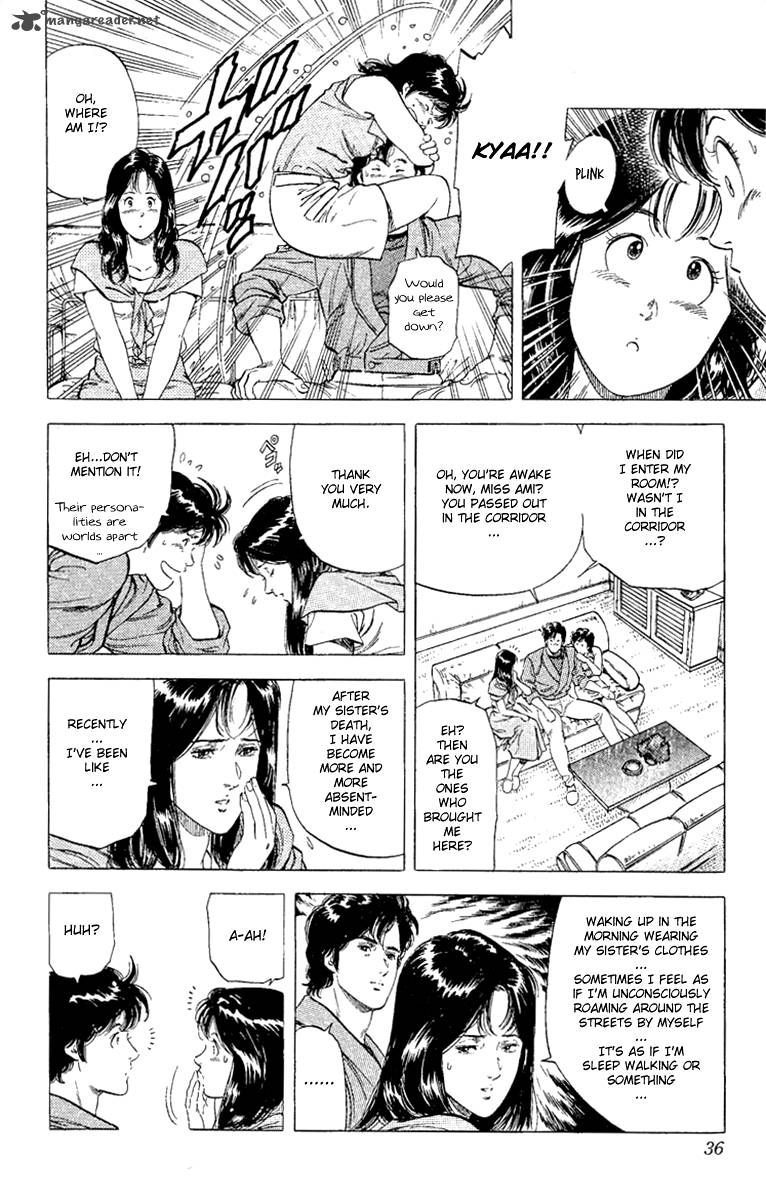 mangareader.net
PLINK
KYAA!!
Would
you please
get
down?
OH,
WHERE
AM I!?
ガバババッ
WHEN DID
I ENTER MY
ROOM!?
WASN'T I
IN THE
CORRIDOR
...?
OH, YOU'RE AWAKE
NOW, MISS AMI?
YOU PASSED OUT
IN THE CORRIDOR
...
EH?
THEN
ARE YOU
THE
ONES
WHO
BROUGHT
ME
HERE?
THANK
YOU VERY
MUCH.
EH...DON'T
MENTION IT!
Their persona-
lities are
worlds apart
...
AFTER
MY SISTER'S
DEATH,
I HAVE
BECOME
MORE AND
MORE
ABSENT-
MINDED
...
RECENTLY
...
I'VE BEEN
LIKE
...
WAKING UP IN THE
MORNING WEARING
MY SISTER'S CLOTHES
...
SOMETIMES I FEEL AS
IF I'M UNCONSCIOUSLY
ROAMING AROUND THE
STREETS BY MYSELF
...
IT'S AS IF I'M
SLEEP WALKING OR
SOMETHING
...
......
A-AH!
HUH?
36